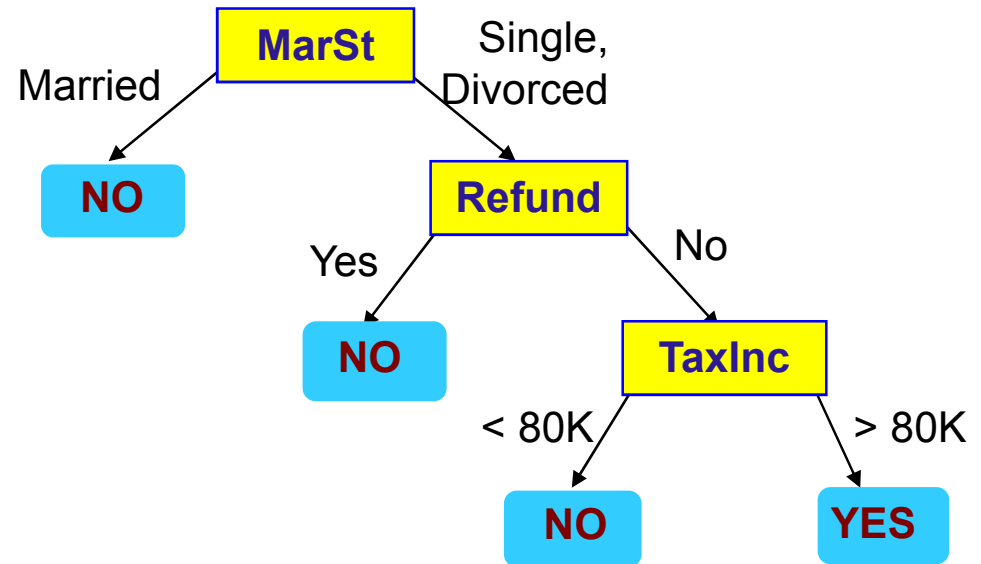 MarSt
Single,
Divorced
Married
NO
Refund
Yes
No
NO
TaxInc
< 80K
> 80K
NO
YES